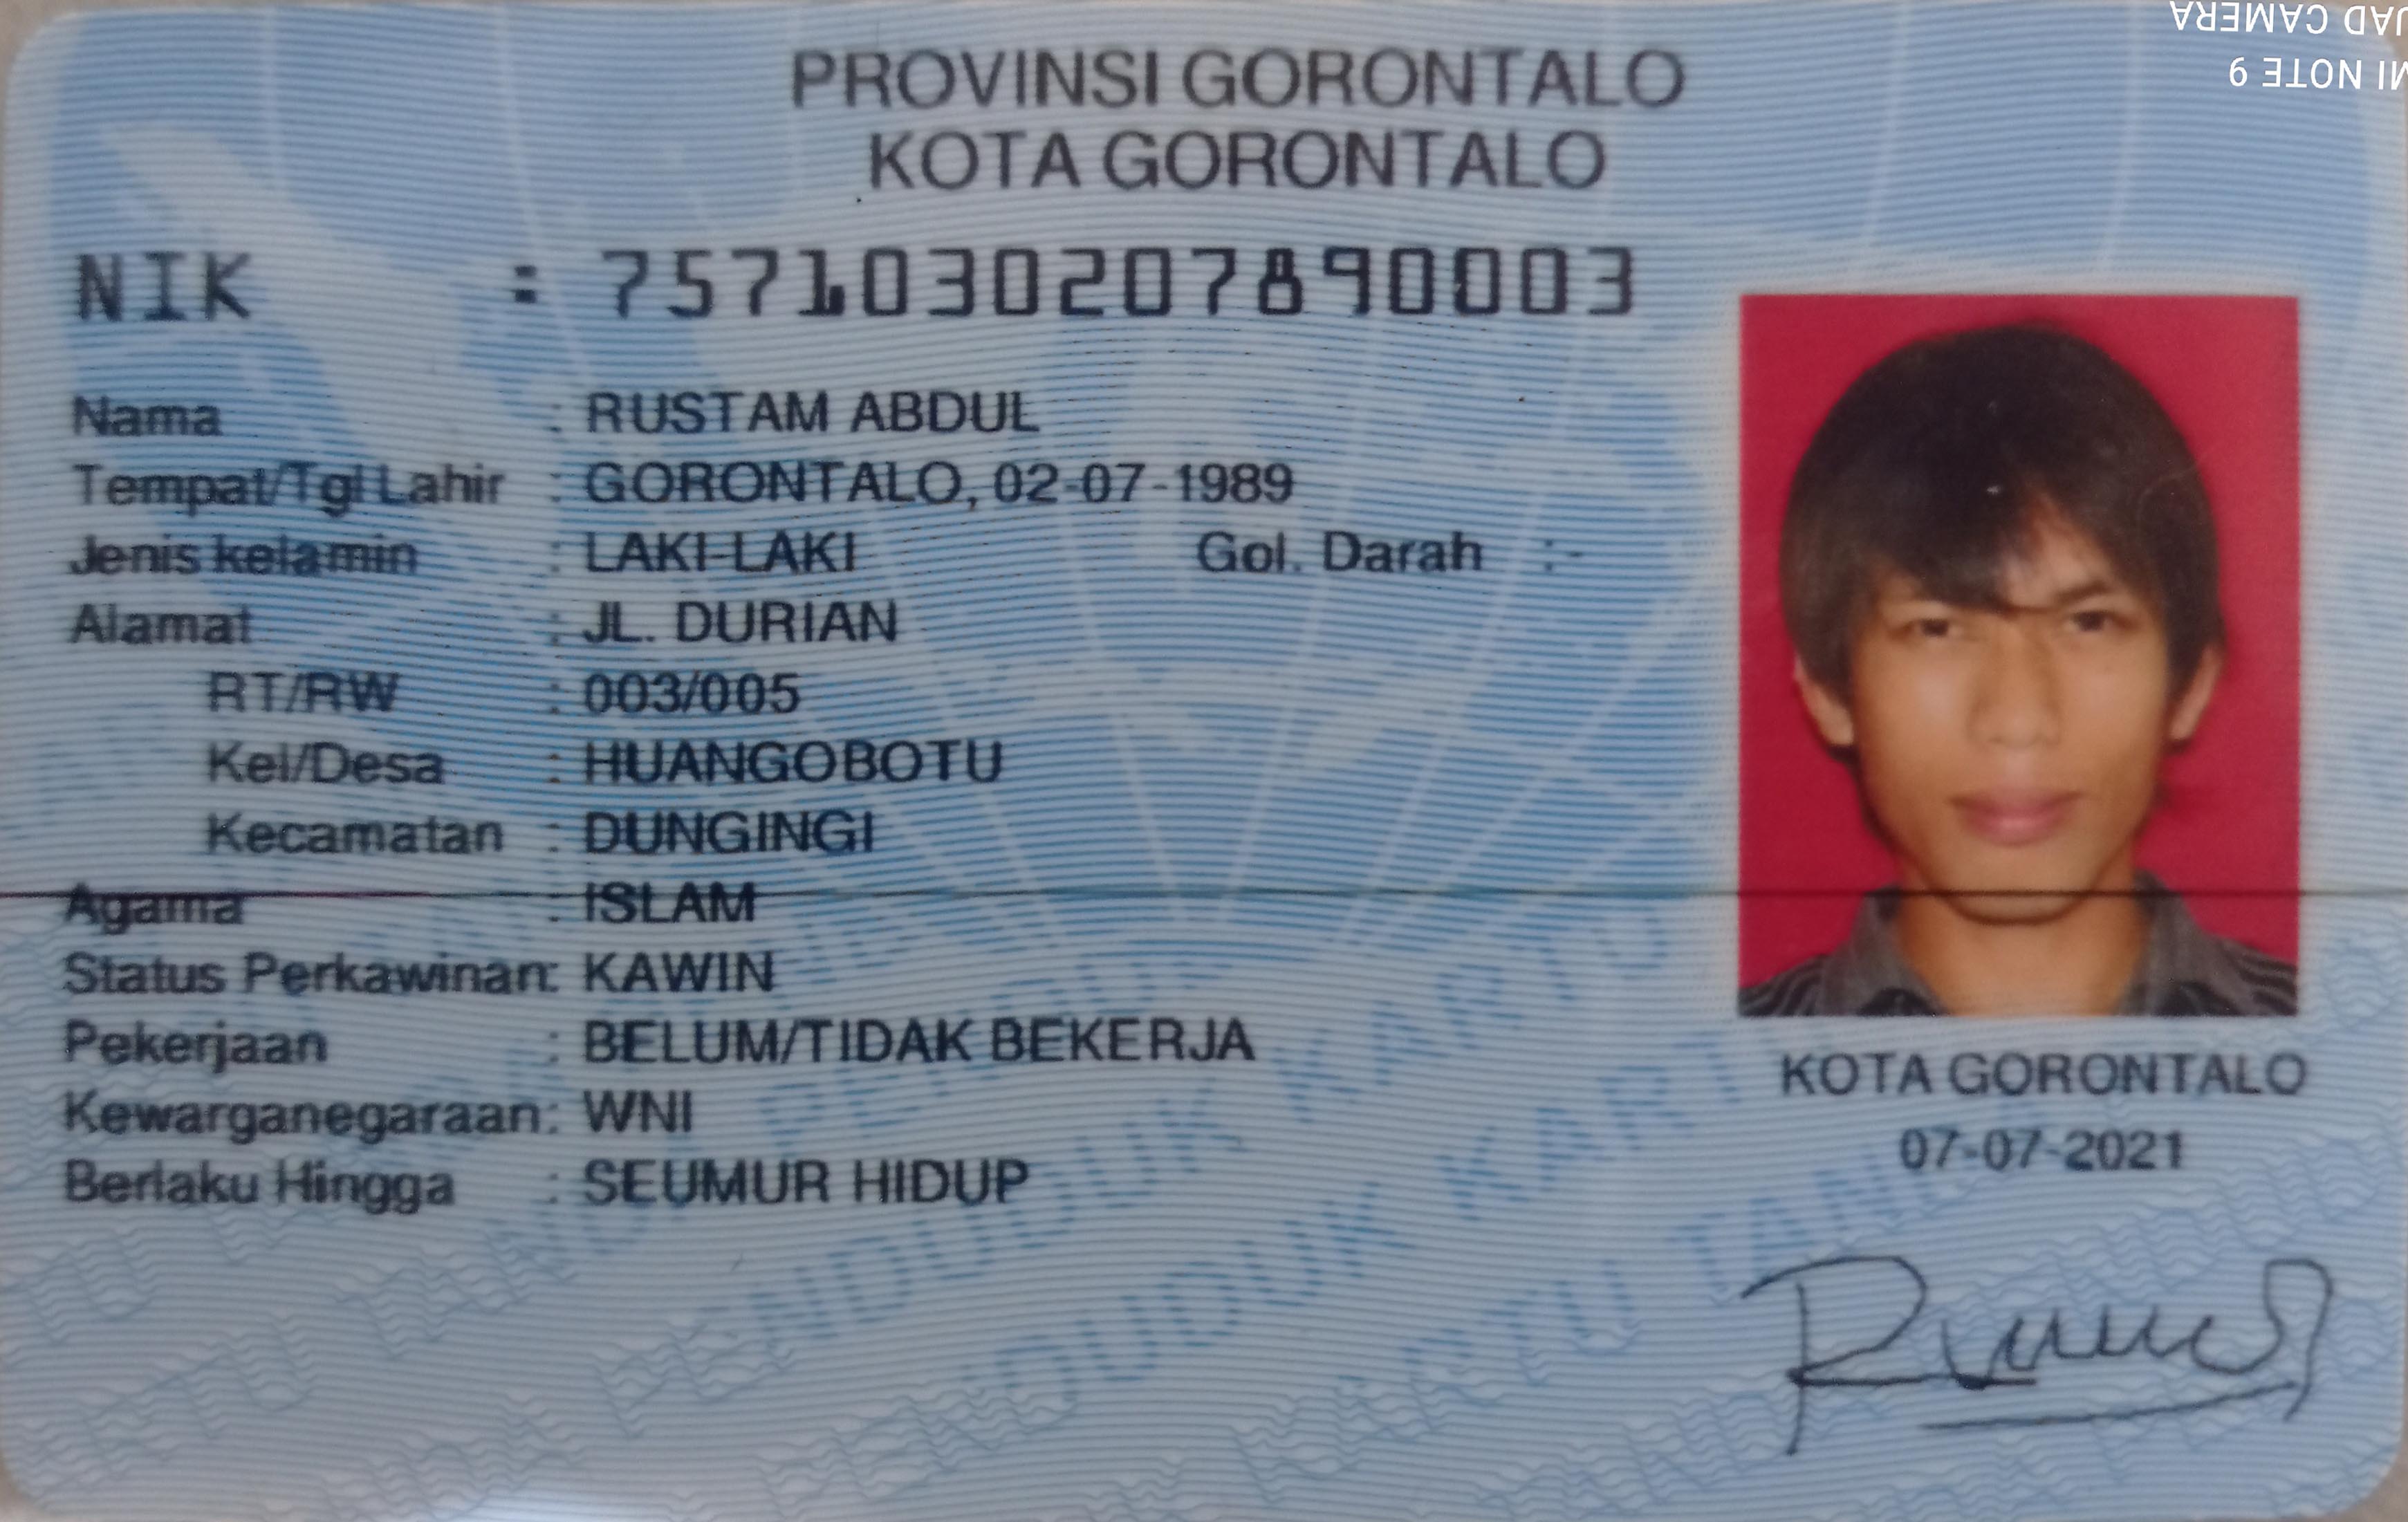 PROVINSI GORONTALO
KOTA GORONTALO
NIK : 7571030207890003
Nama : RUSTAM ABDUL
Tempat/Tgl Lahir : GORONTALO, 02-07-1989
Jenis kelamin : LAKI-LAKI Gol. Darah : -
Alamat : JL. DURIAN
RT/RW : 003/005
Kel/Desa : HUANGOBOTU
Kecamatan : DUNGINGI
Agama : ISLAM
Status Perkawinan: KAWIN
Pekerjaan : BELUM/TIDAK BEKERJA
Kewarganegaraan: WNI
Berlaku Hingga : SEUMUR HIDUP
KOTA GORONTALO
07-07-2021
MI NOTE 9
CAMERA